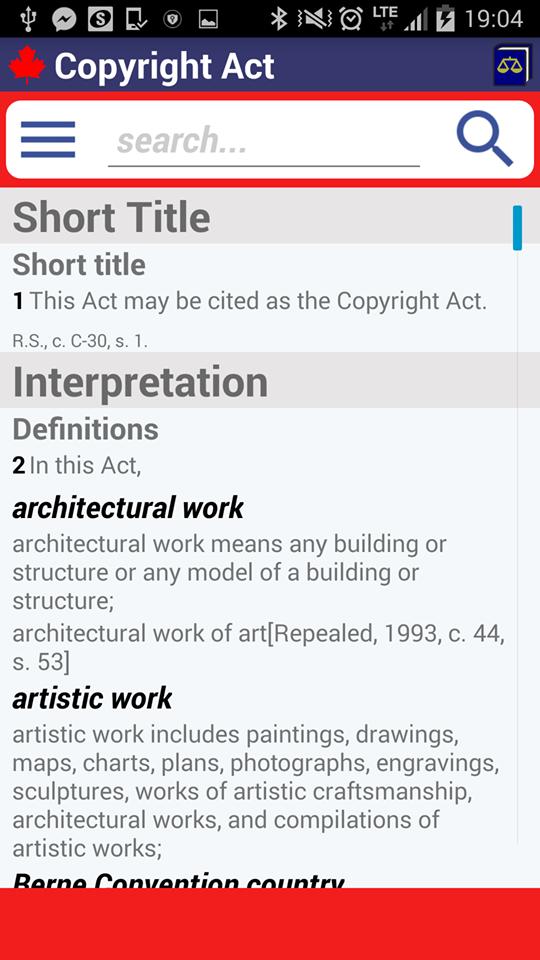 LTE 19:04
Copyright Act
search...
Short Title
Short title
1 This Act may be cited as the Copyright Act.
R.S., c. C-30, s. 1.
Interpretation
Definitions
2 In this Act,
architectural work
architectural work means any building or
structure or any model of a building or
structure;
architectural work of art[Repealed, 1993, c. 44,
s. 53]
artistic work
artistic work includes paintings, drawings,
maps, charts, plans, photographs, engravings,
sculptures, works of artistic craftsmanship,
architectural works, and compilations of
artistic works;
Berne Convention country